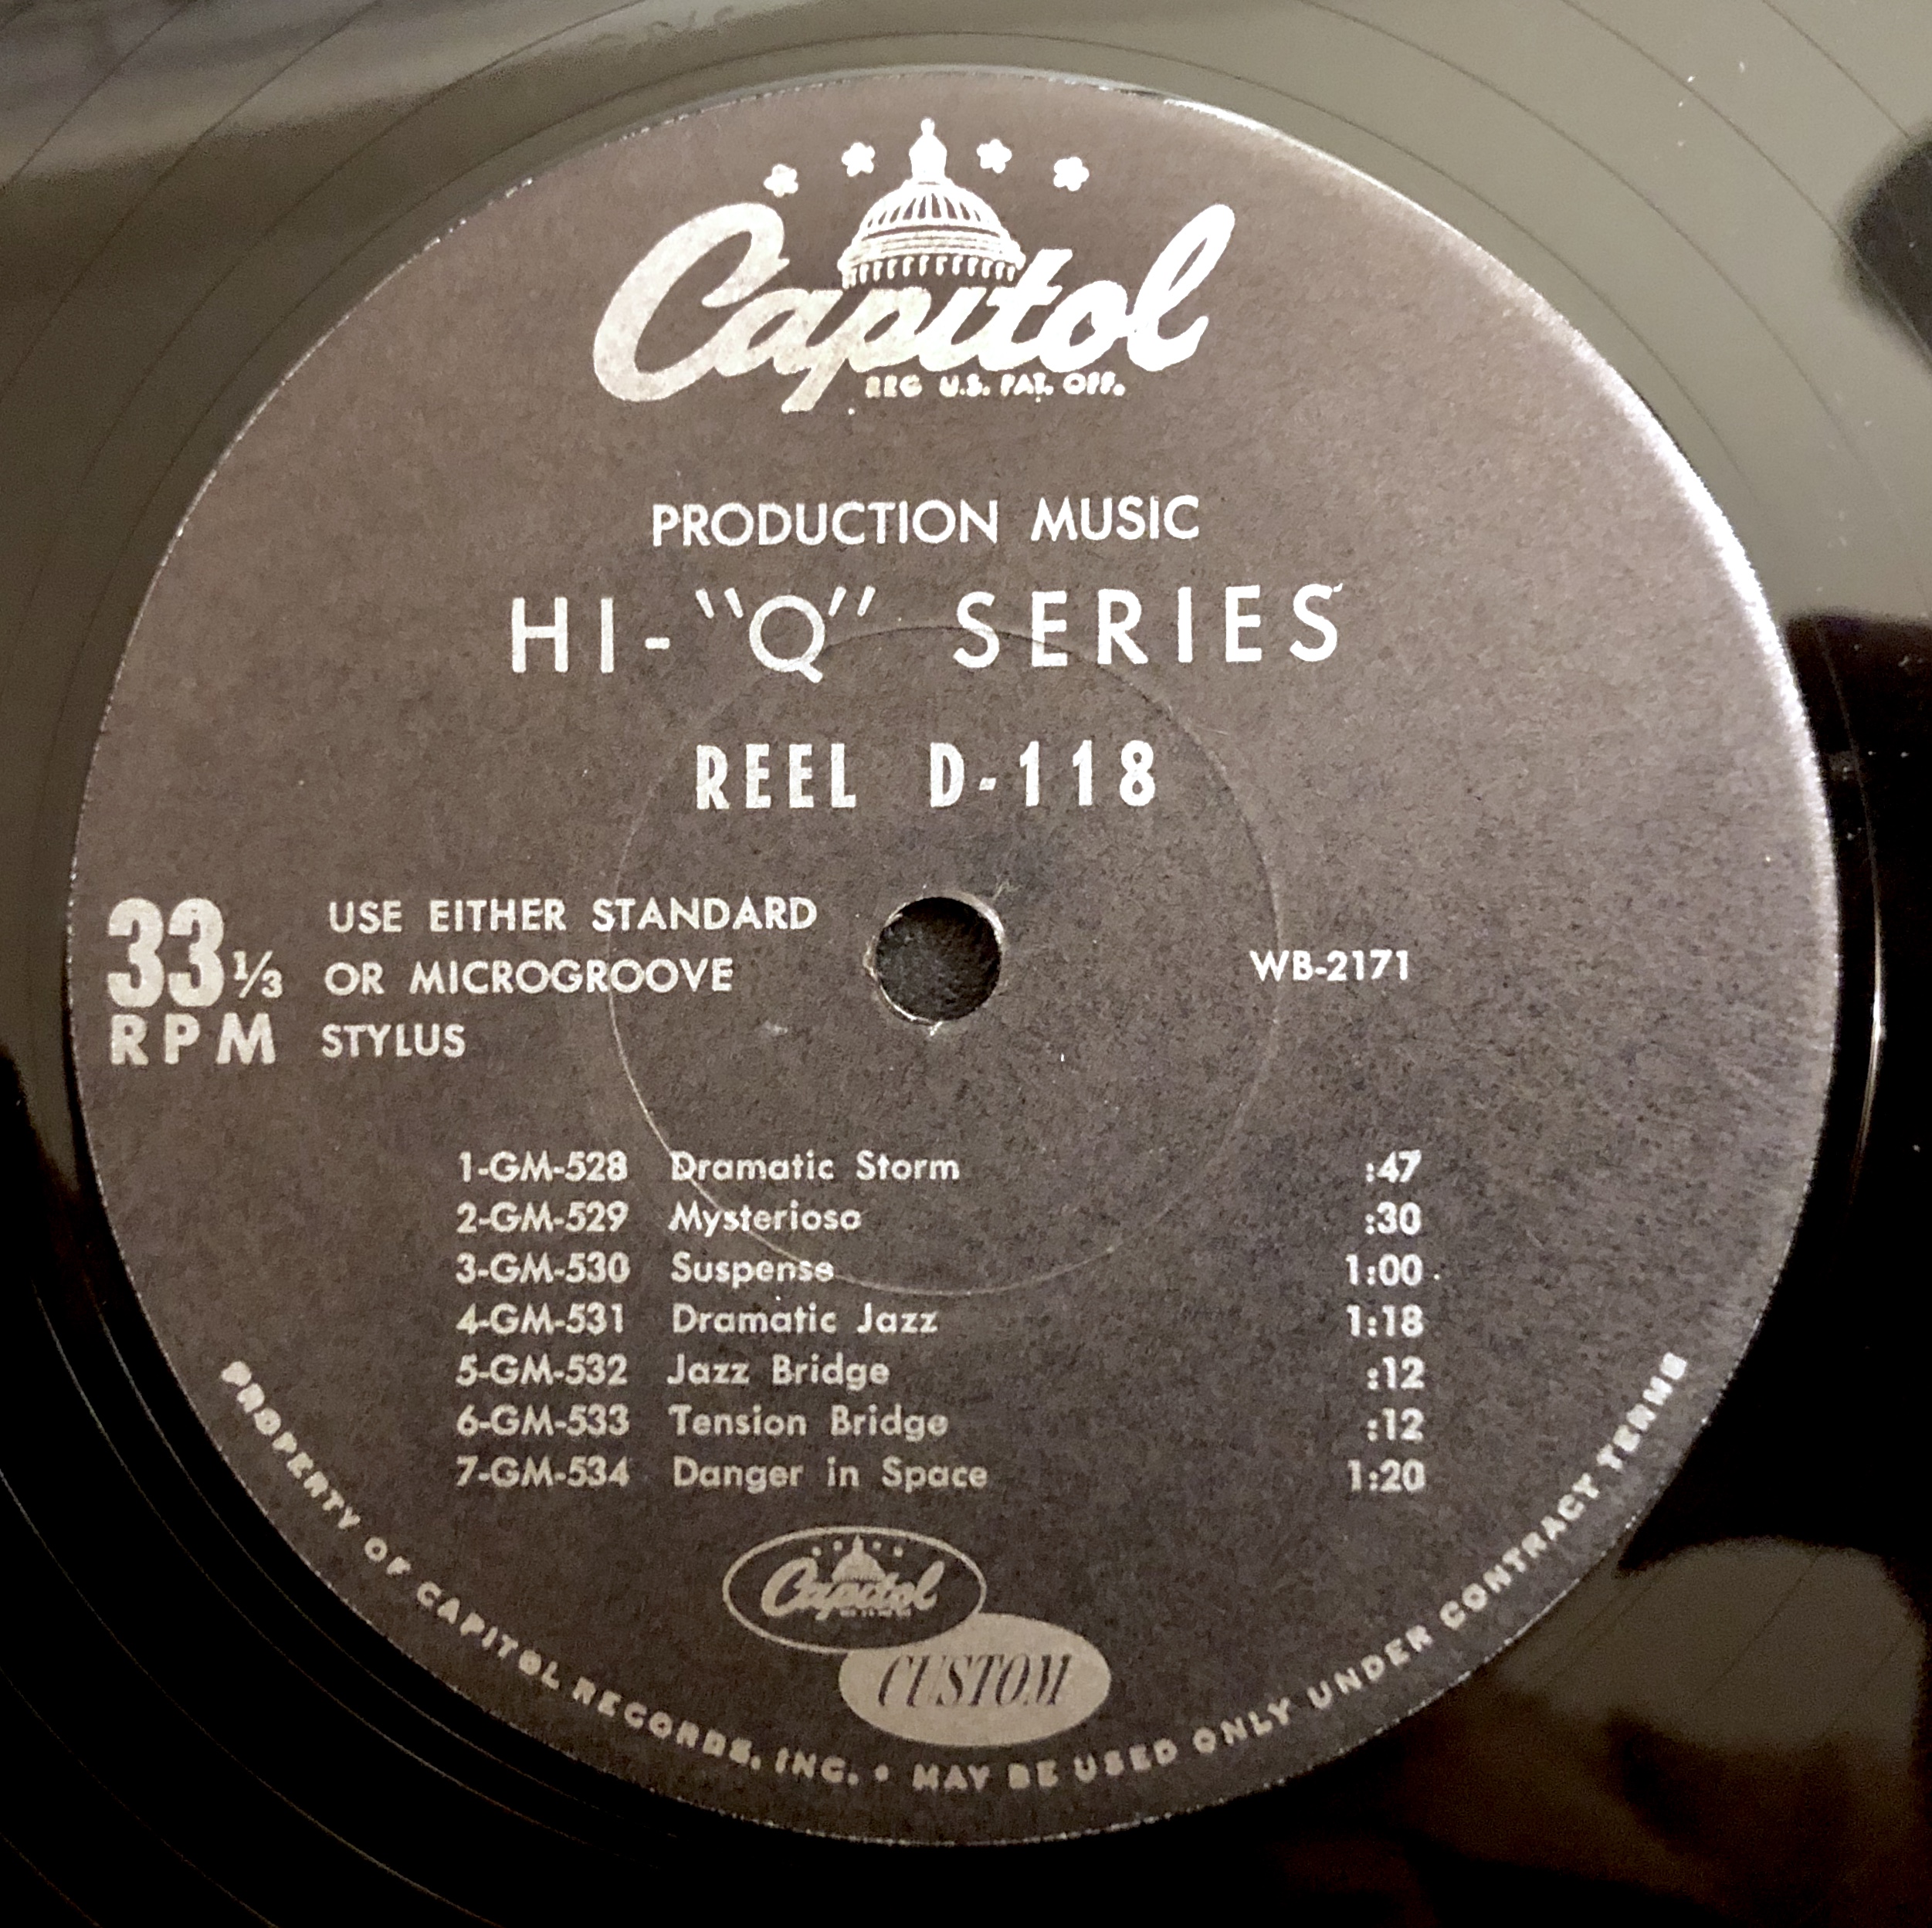 Capitol
REG U.S. PAT. OFF.
PRODUCTION MUSIC
HI-"Q" SERIES
REEL D-118
33 1/3 RPM
USE EITHER STANDARD
OR MICROGROOVE
STYLUS
WB-2171
1-GM-528 Dramatic Storm :47
2-GM-529 Mysterioso :30
3-GM-530 Suspense 1:00
4-GM-531 Dramatic Jazz 1:18
5-GM-532 Jazz Bridge :12
6-GM-533 Tension Bridge :12
7-GM-534 Danger in Space 1:20
Capitol
CUSTOM
PROPERTY OF CAPITOL RECORDS, INC. • MAY BE USED ONLY UNDER CONTRACT TERMS